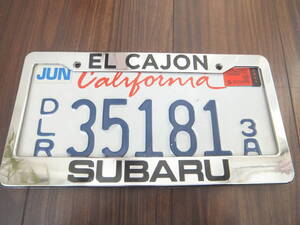 EL CAJON
JUN California
DLR 35181 3A
SUBARU